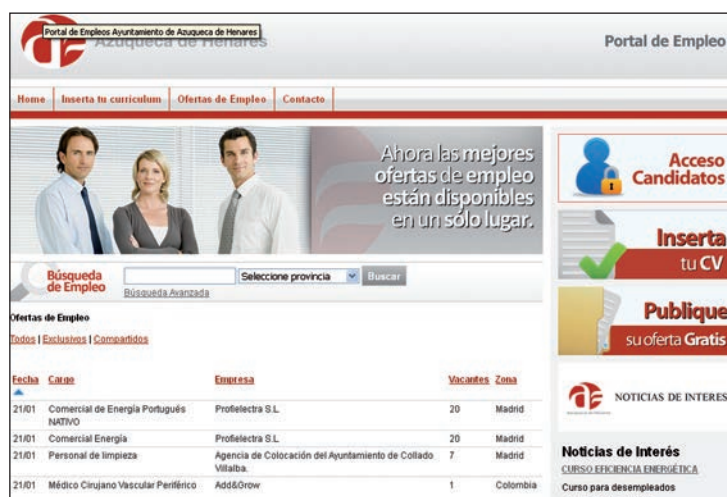 Portal de Empleos Ayuntamiento de Azuqueca de Henares
Azuqueca de Henares
Portal de Empleo
Home
Inserta tu curriculum
Ofertas de Empleo
Contacto
Ahora las mejores
ofertas de empleo
están disponibles
en un sólo lugar.
Acceso
Candidatos
Inserta
tu CV
Publique
su oferta Gratis
Búsqueda
de Empleo
Seleccione provincia
Buscar
Búsqueda Avanzada
Ofertas de Empleo
Todos | Exclusivos | Compartidos
Fecha Cargo Empresa Vacantes Zona
21/01 Comercial de Energía Portugués NATIVO Profielectra S.L. 20 Madrid
21/01 Comercial Energía Profielectra S.L. 20 Madrid
21/01 Personal de limpieza Agencia de Colocación del Ayuntamiento de Collado Villalba. 7 Madrid
21/01 Médico Cirujano Vascular Periférico Add&Grow 1 Colombia
NOTICIAS DE INTERES
Noticias de Interés
CURSO EFICIENCIA ENERGÉTICA
Curso para desempleados